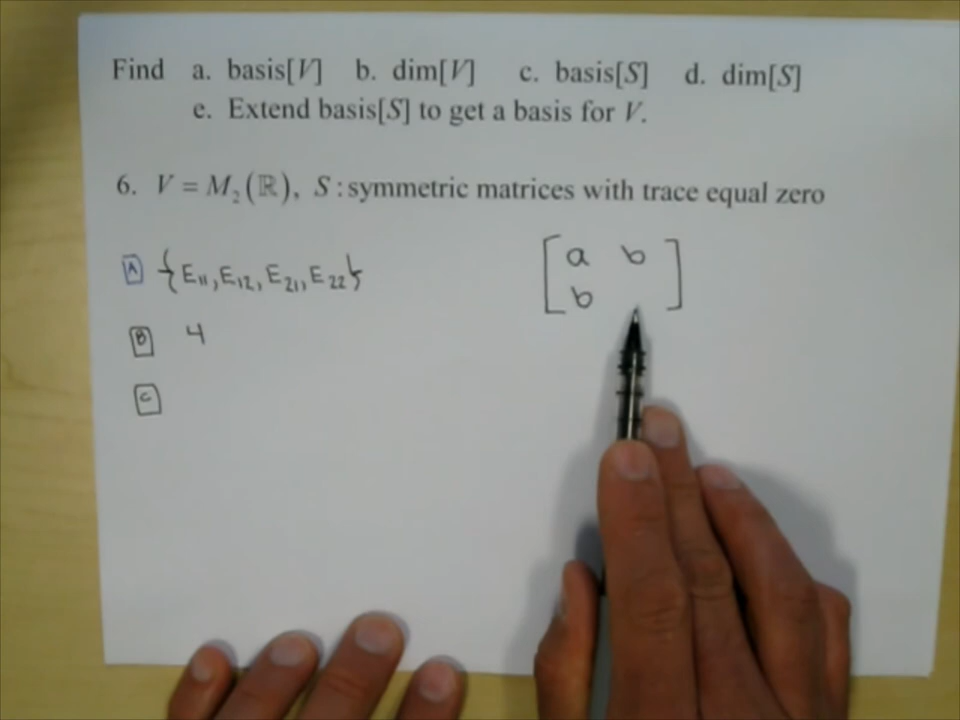 Find a. basis[V] b. dim[V] c. basis[S] d. dim[S]
e. Extend basis[S] to get a basis for V.
6. V = M₂(ℝ), S : symmetric matrices with trace equal zero
A {E₁₁, E₁₂, E₂₁, E₂₂}
B 4
C
a b
b